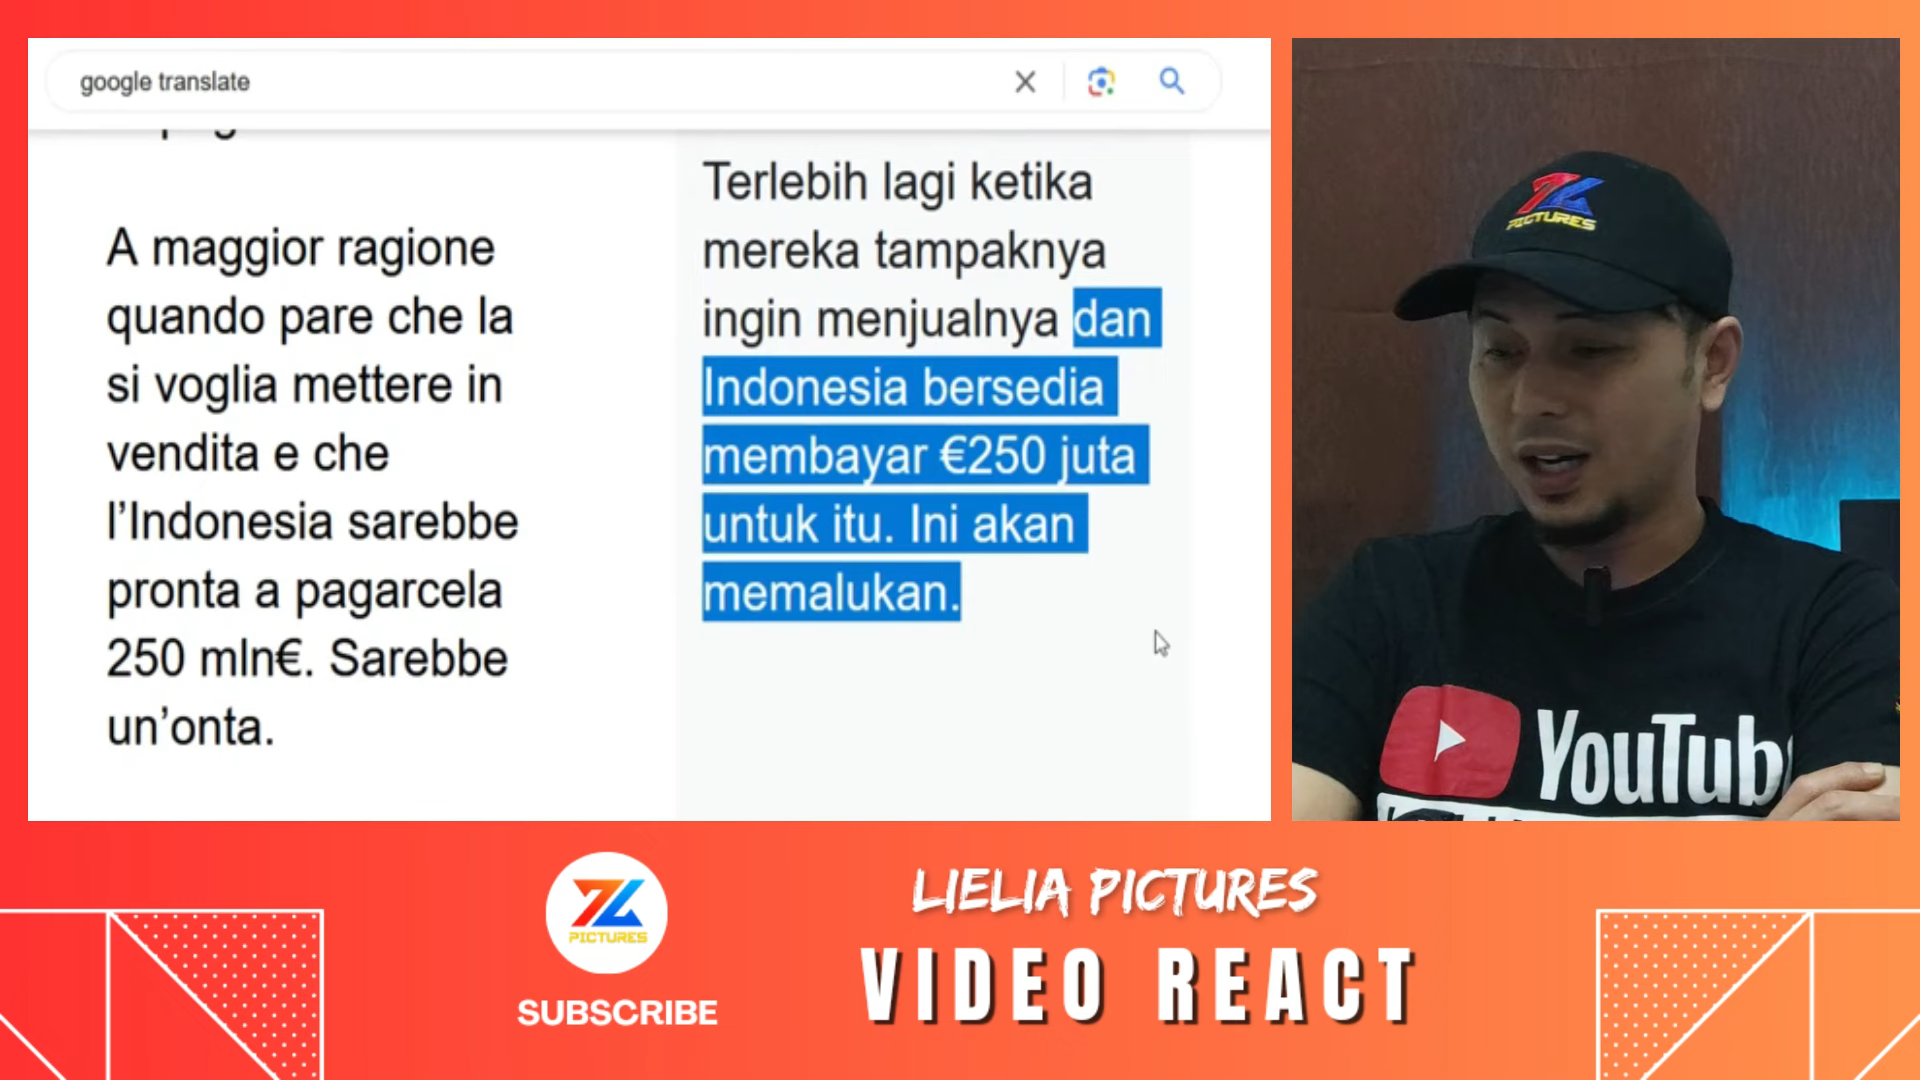 google translate
A maggior ragione
quando pare che la
si voglia mettere in
vendita e che
l’Indonesia sarebbe
pronta a pagarcela
250 mln€. Sarebbe
un’onta.
Terlebih lagi ketika
mereka tampaknya
ingin menjualnya dan
Indonesia bersedia
membayar €250 juta
untuk itu. Ini akan
memalukan.
PICTURES
YouTub
PICTURES
SUBSCRIBE
LIELIA PICTURES
VIDEO REACT